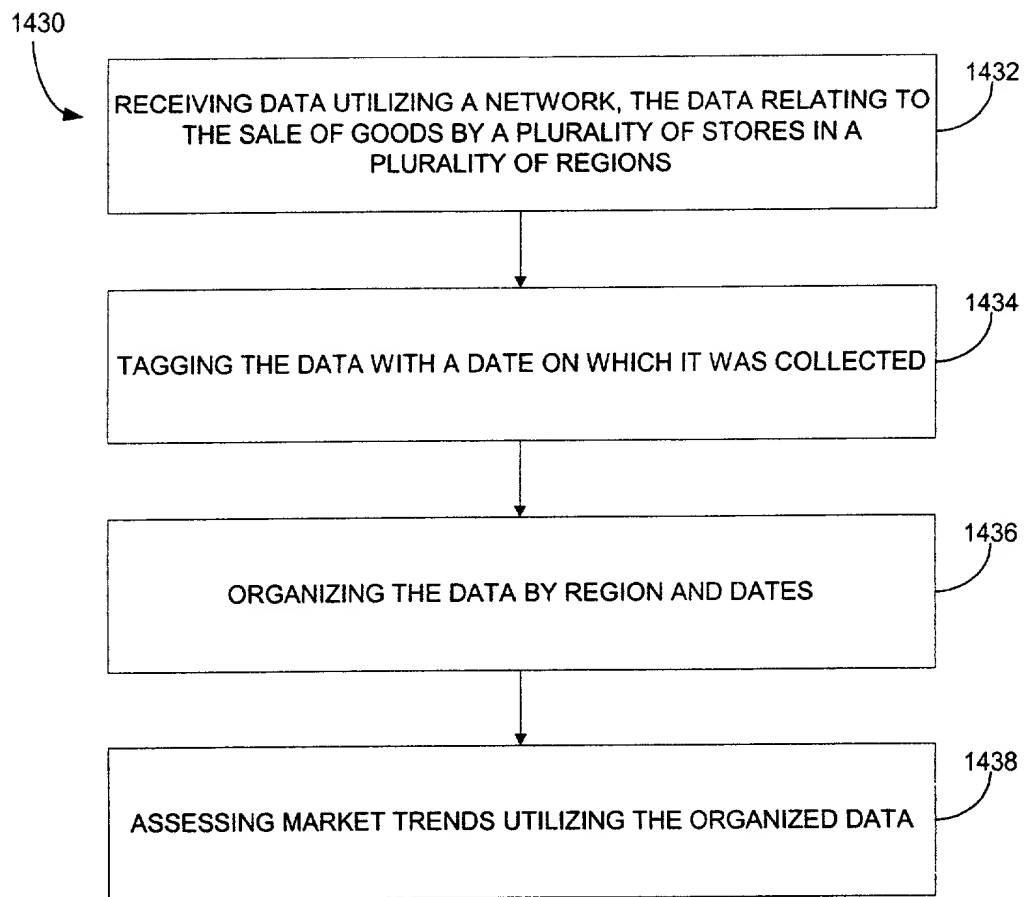 1430
1432
RECEIVING DATA UTILIZING A NETWORK, THE DATA RELATING TO
THE SALE OF GOODS BY A PLURALITY OF STORES IN A
PLURALITY OF REGIONS
1434
TAGGING THE DATA WITH A DATE ON WHICH IT WAS COLLECTED
1436
ORGANIZING THE DATA BY REGION AND DATES
1438
ASSESSING MARKET TRENDS UTILIZING THE ORGANIZED DATA